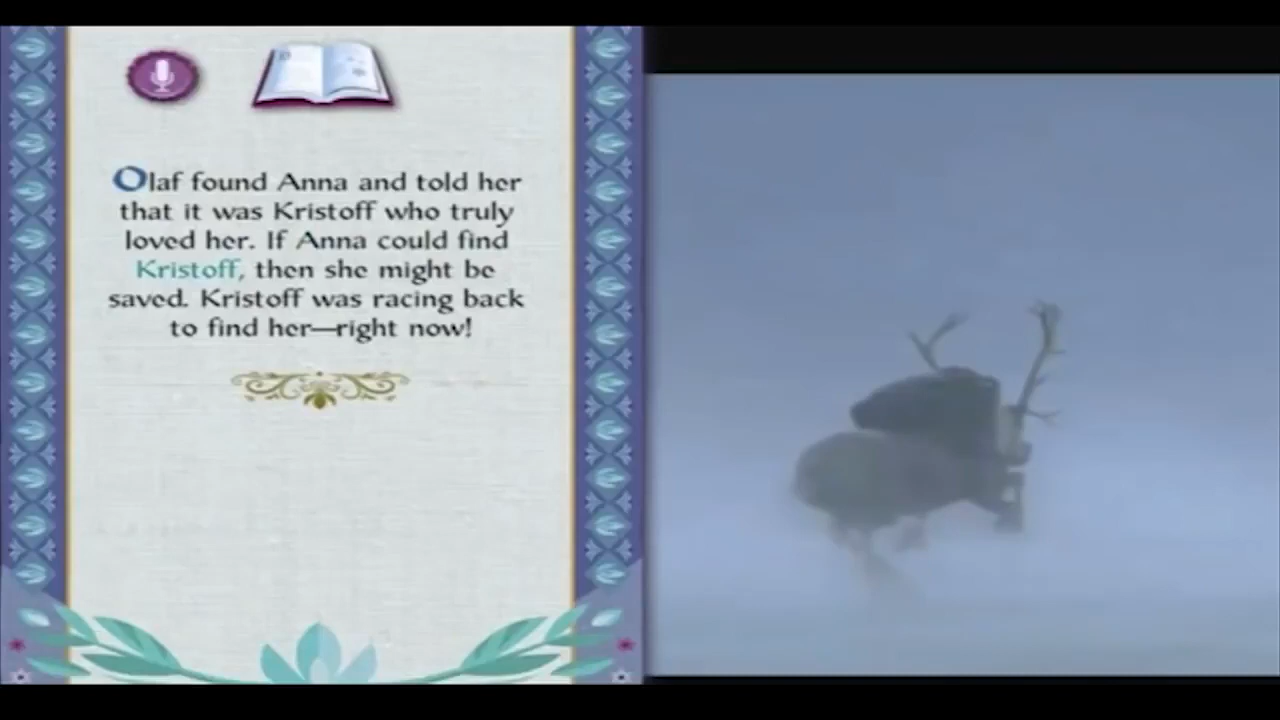 Olaf found Anna and told her
that it was Kristoff who truly
loved her. If Anna could find
Kristoff, then she might be
saved. Kristoff was racing back
to find her—right now!